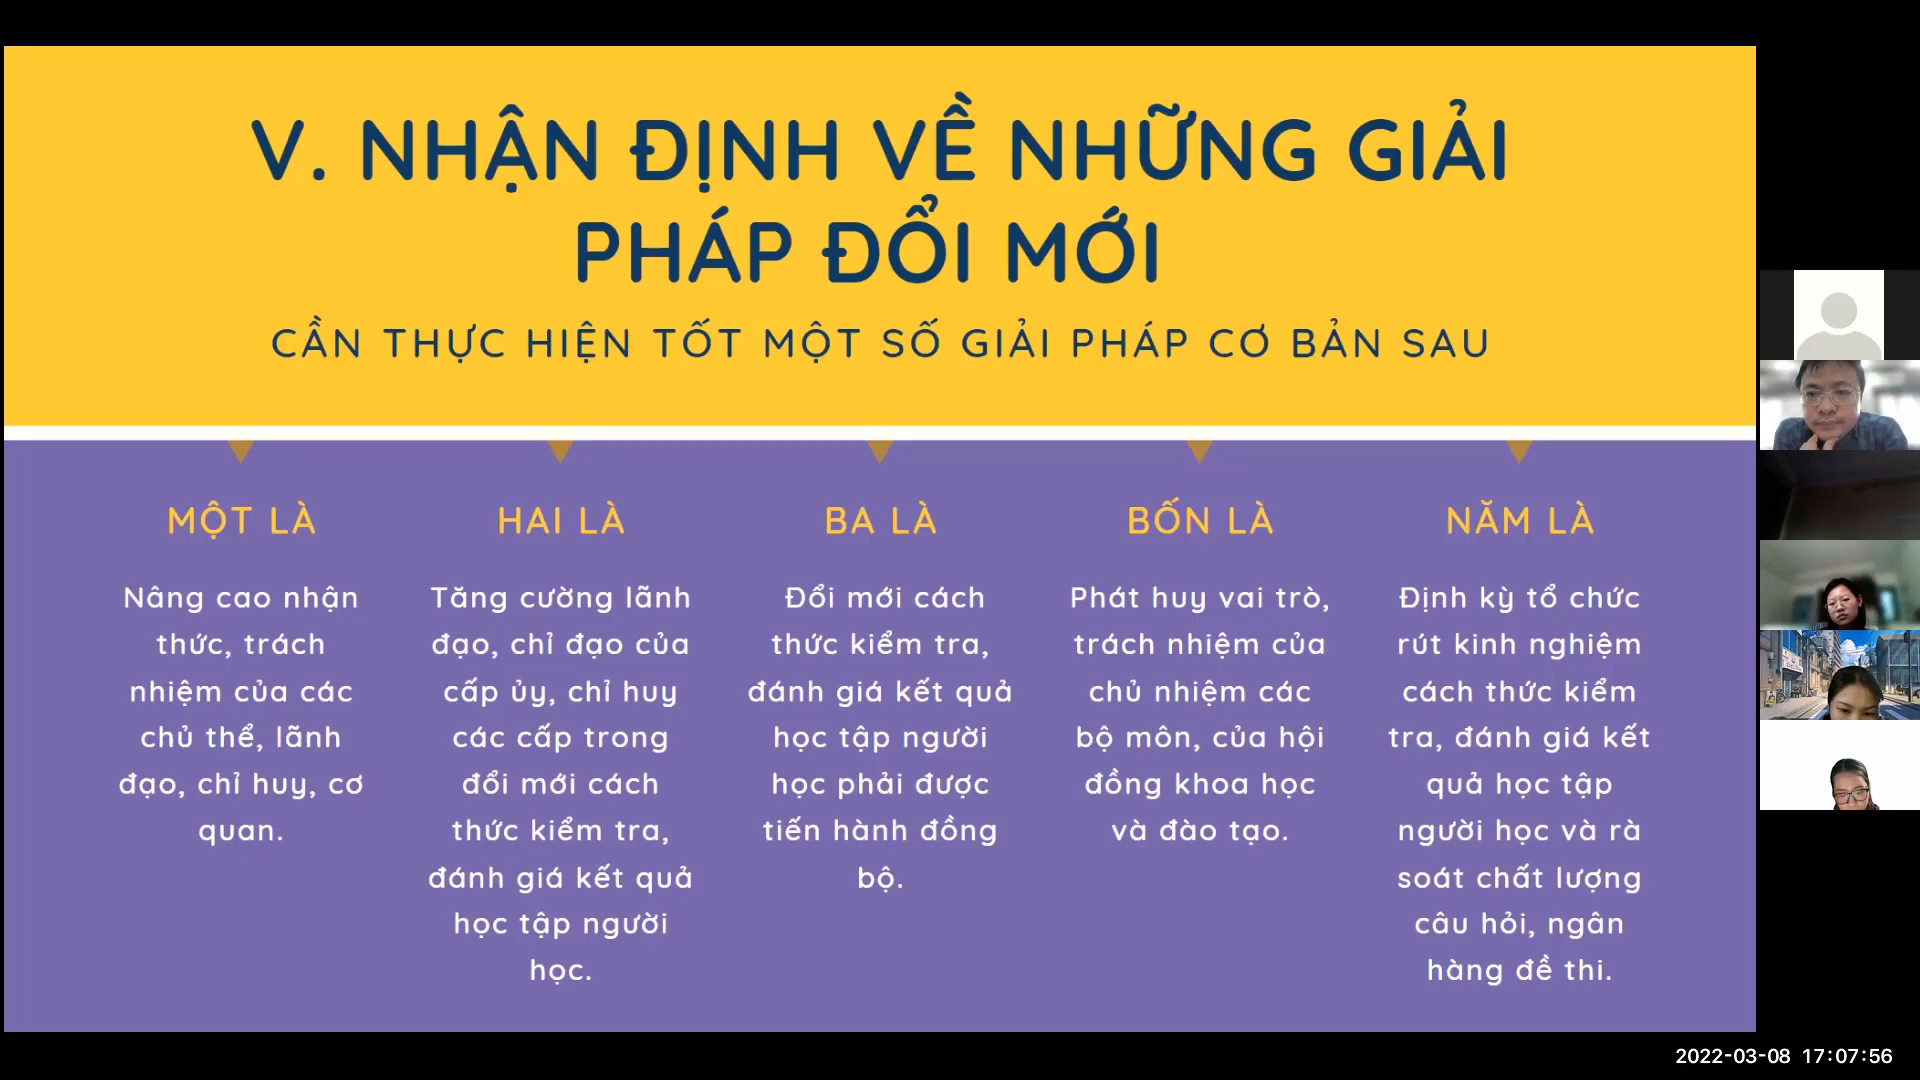 V. NHẬN ĐỊNH VỀ NHỮNG GIẢI
PHÁP ĐỔI MỚI
CẦN THỰC HIỆN TỐT MỘT SỐ GIẢI PHÁP CƠ BẢN SAU
MỘT LÀ
Nâng cao nhận
thức, trách
nhiệm của các
chủ thể, lãnh
đạo, chỉ huy, cơ
quan.
HAI LÀ
Tăng cường lãnh
đạo, chỉ đạo của
cấp ủy, chỉ huy
các cấp trong
đổi mới cách
thức kiểm tra,
đánh giá kết quả
học tập người
học.
BA LÀ
Đổi mới cách
thức kiểm tra,
đánh giá kết quả
học tập người
học phải được
tiến hành đồng
bộ.
BỐN LÀ
Phát huy vai trò,
trách nhiệm của
chủ nhiệm các
bộ môn, của hội
đồng khoa học
và đào tạo.
NĂM LÀ
Định kỳ tổ chức
rút kinh nghiệm
cách thức kiểm
tra, đánh giá kết
quả học tập
người học và rà
soát chất lượng
câu hỏi, ngân
hàng đề thi.
2022-03-08 17:07:56